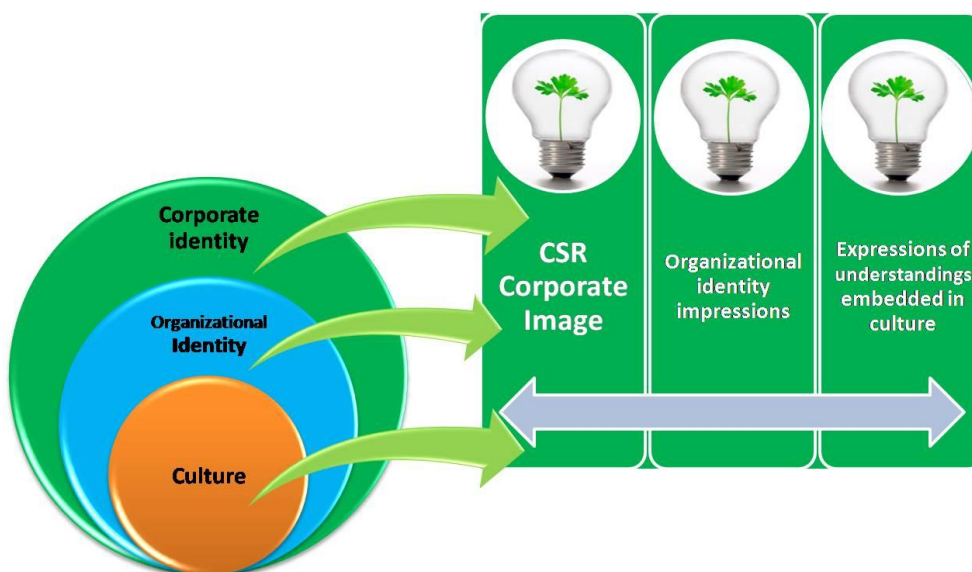 Corporate
identity
Organizational
Identity
Culture
CSR
Corporate
Image
Organizational
identity
impressions
Expressions of
understandings
embedded in
culture